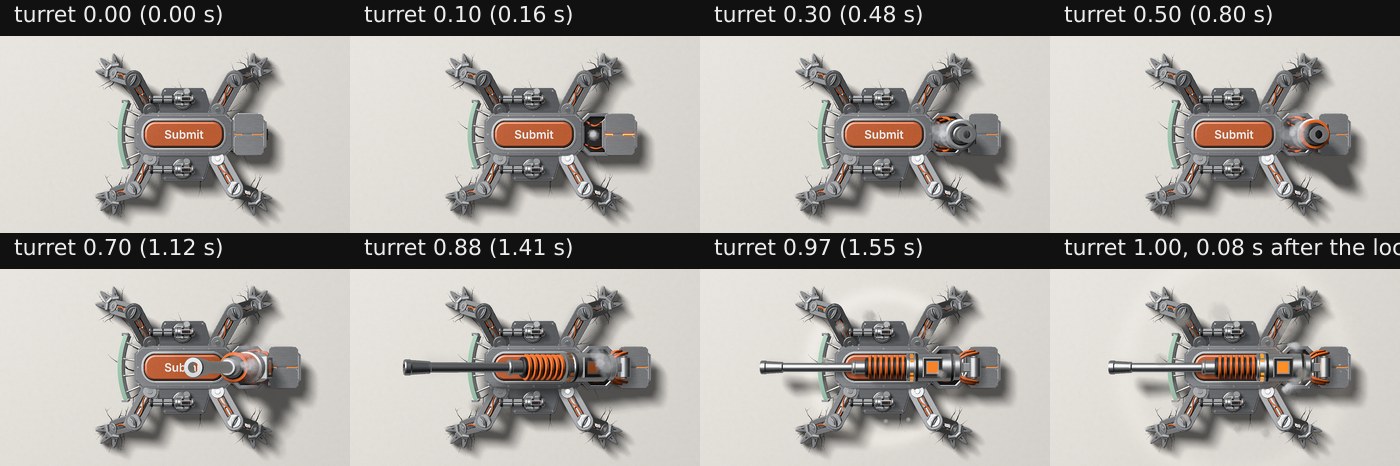 turret 0.00 (0.00 s)
turret 0.10 (0.16 s)
turret 0.30 (0.48 s)
turret 0.50 (0.80 s)
Submit
Submit
Submit
Submit
turret 0.70 (1.12 s)
turret 0.88 (1.41 s)
turret 0.97 (1.55 s)
turret 1.00, 0.08 s after the loc
Sub